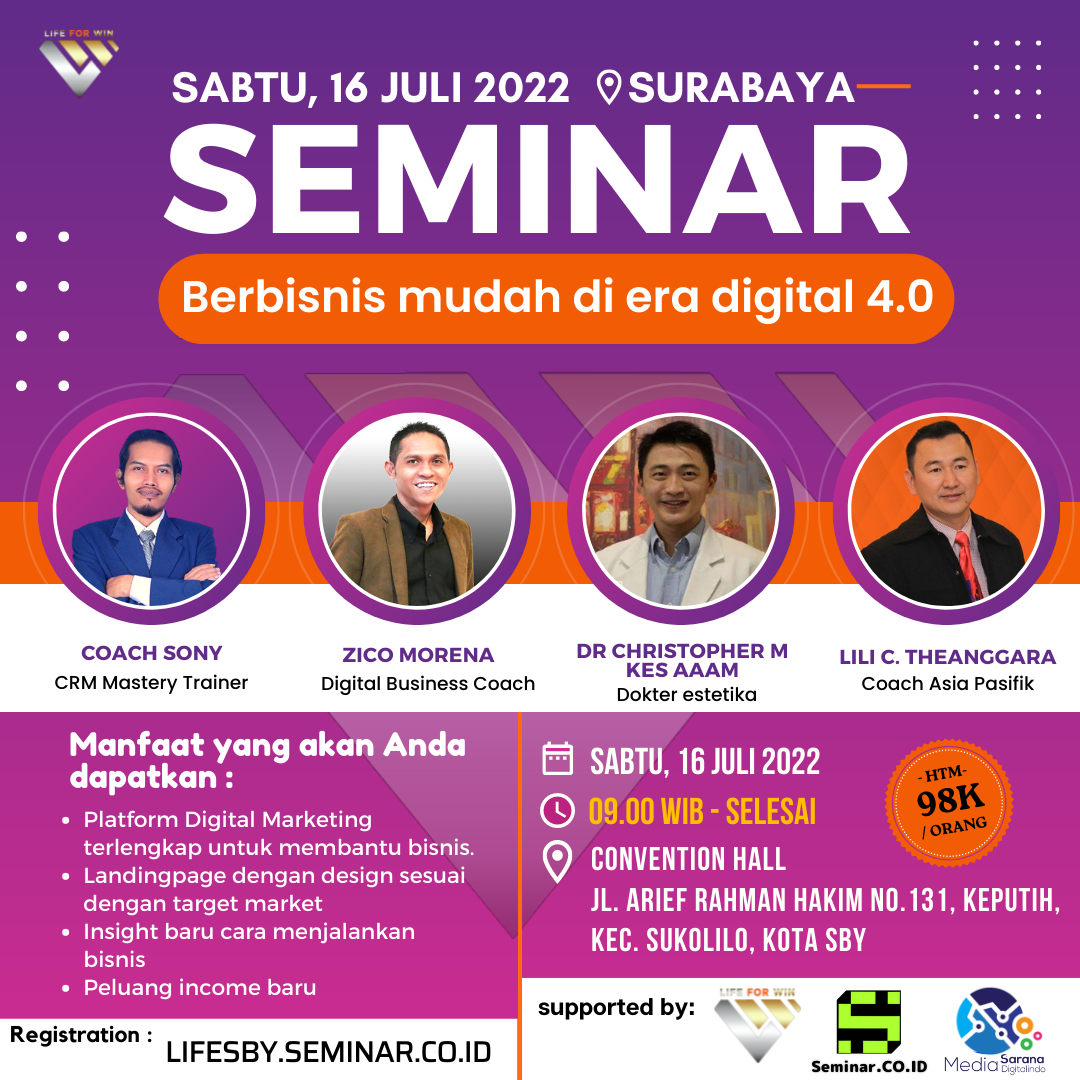 LIFE FOR WIN
SABTU, 16 JULI 2022 SURABAYA
SEMINAR
Berbisnis mudah di era digital 4.0
COACH SONY
CRM Mastery Trainer
ZICO MORENA
Digital Business Coach
DR CHRISTOPHER M
KES AAAM
Dokter estetika
LILI C. THEANGGARA
Coach Asia Pasifik
Manfaat yang akan Anda
dapatkan :
• Platform Digital Marketing
terlengkap untuk membantu bisnis.
• Landingpage dengan design sesuai
dengan target market
• Insight baru cara menjalankan
bisnis
• Peluang income baru
Registration :
LIFESBY.SEMINAR.CO.ID
SABTU, 16 JULI 2022
09.00 WIB - SELESAI
CONVENTION HALL
JL. ARIEF RAHMAN HAKIM NO.131, KEPUTIH,
KEC. SUKOLILO, KOTA SBY
- HTM-
98K
/ ORANG
supported by:
LIFE FOR WIN
Seminar.CO.ID
Media Sarana
Digitalindo